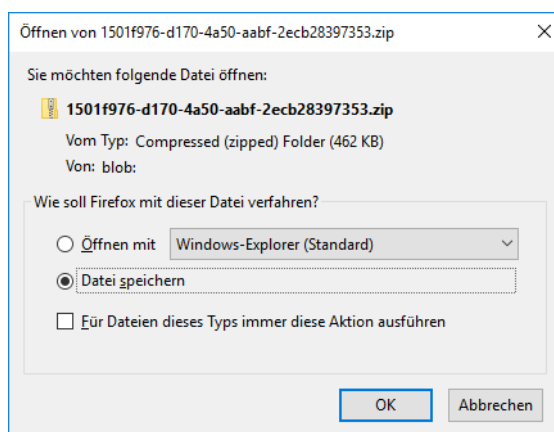 Öffnen von 1501f976-d170-4a50-aabf-2ecb28397353.zip
Sie möchten folgende Datei öffnen:
1501f976-d170-4a50-aabf-2ecb28397353.zip
Vom Typ: Compressed (zipped) Folder (462 KB)
Von: blob:
Wie soll Firefox mit dieser Datei verfahren?
Öffnen mit Windows-Explorer (Standard)
Datei speichern
Für Dateien dieses Typs immer diese Aktion ausführen
OK Abbrechen